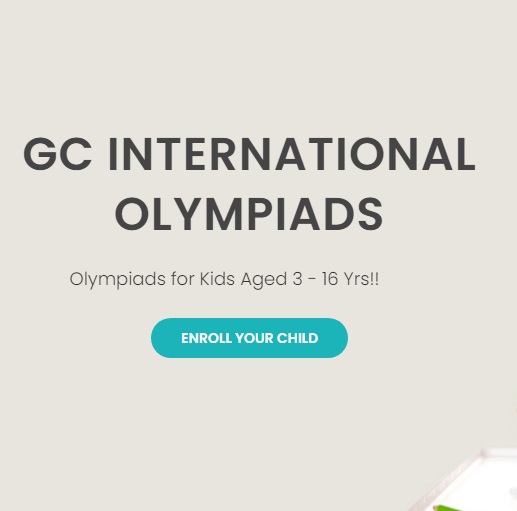 GC INTERNATIONAL
OLYMPIADS
Olympiads for Kids Aged 3 - 16 Yrs!!
ENROLL YOUR CHILD